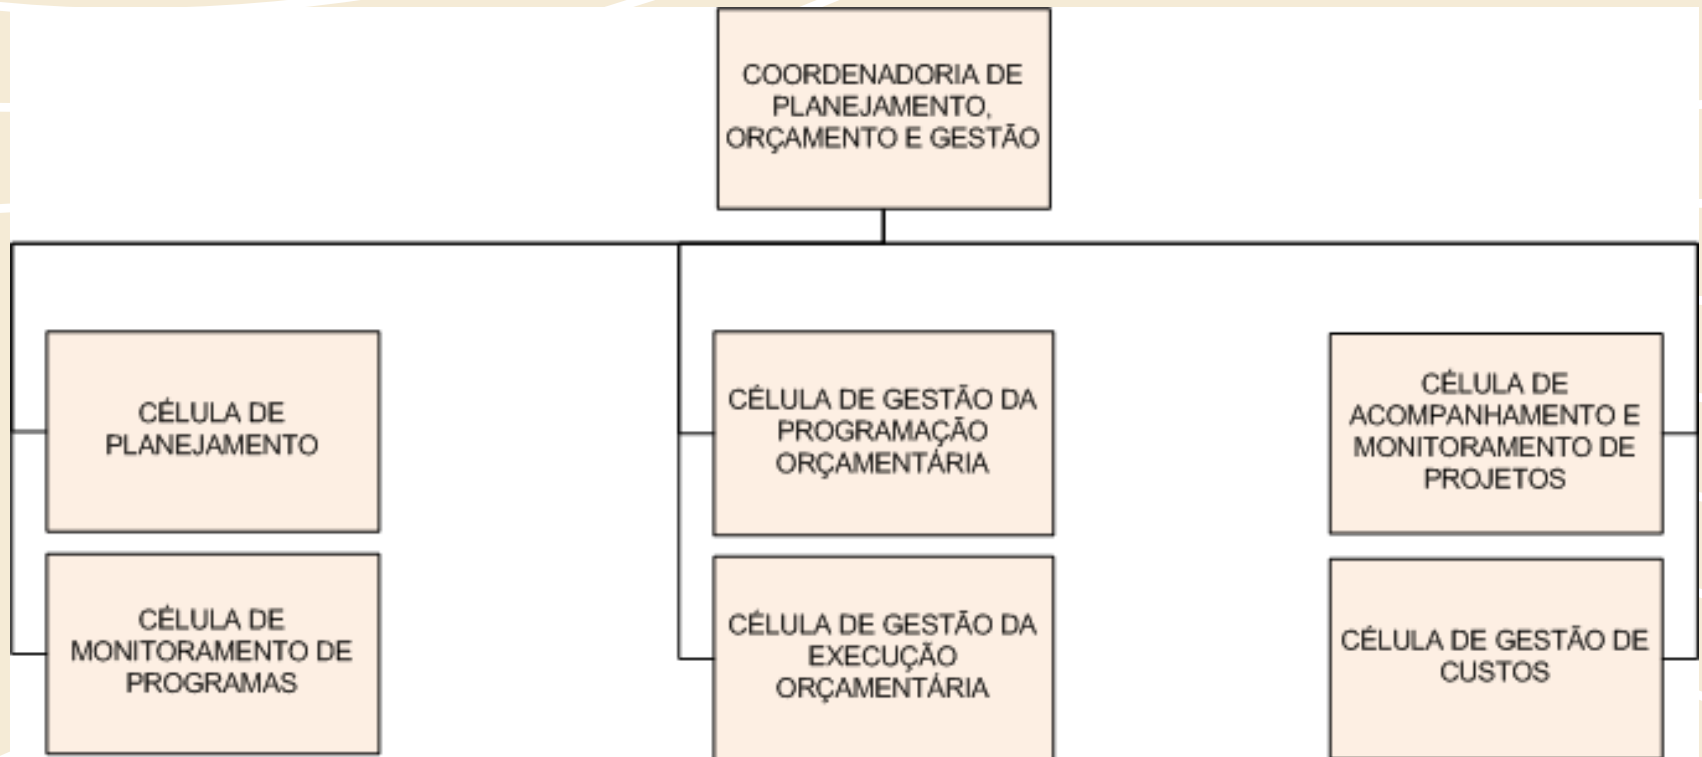 COORDENADORIA DE
PLANEJAMENTO,
ORÇAMENTO E GESTÃO
CÉLULA DE
PLANEJAMENTO
CÉLULA DE GESTÃO DA
PROGRAMAÇÃO
ORÇAMENTÁRIA
CÉLULA DE
ACOMPANHAMENTO E
MONITORAMENTO DE
PROJETOS
CÉLULA DE
MONITORAMENTO DE
PROGRAMAS
CÉLULA DE GESTÃO DA
EXECUÇÃO
ORÇAMENTÁRIA
CÉLULA DE GESTÃO DE
CUSTOS